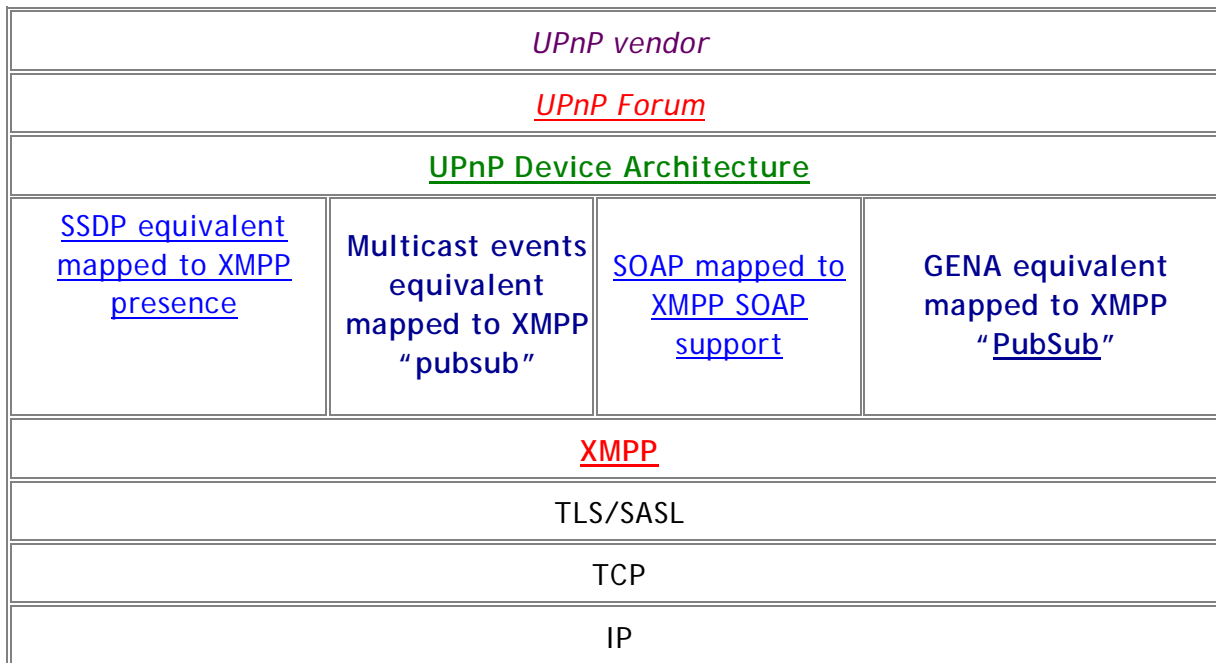 UPnP vendor
UPnP Forum
UPnP Device Architecture
SSDP equivalent
mapped to XMPP
presence
Multicast events
equivalent
mapped to XMPP
“pubsub”
SOAP mapped to
XMPP SOAP
support
GENA equivalent
mapped to XMPP
“PubSub”
XMPP
TLS/SASL
TCP
IP